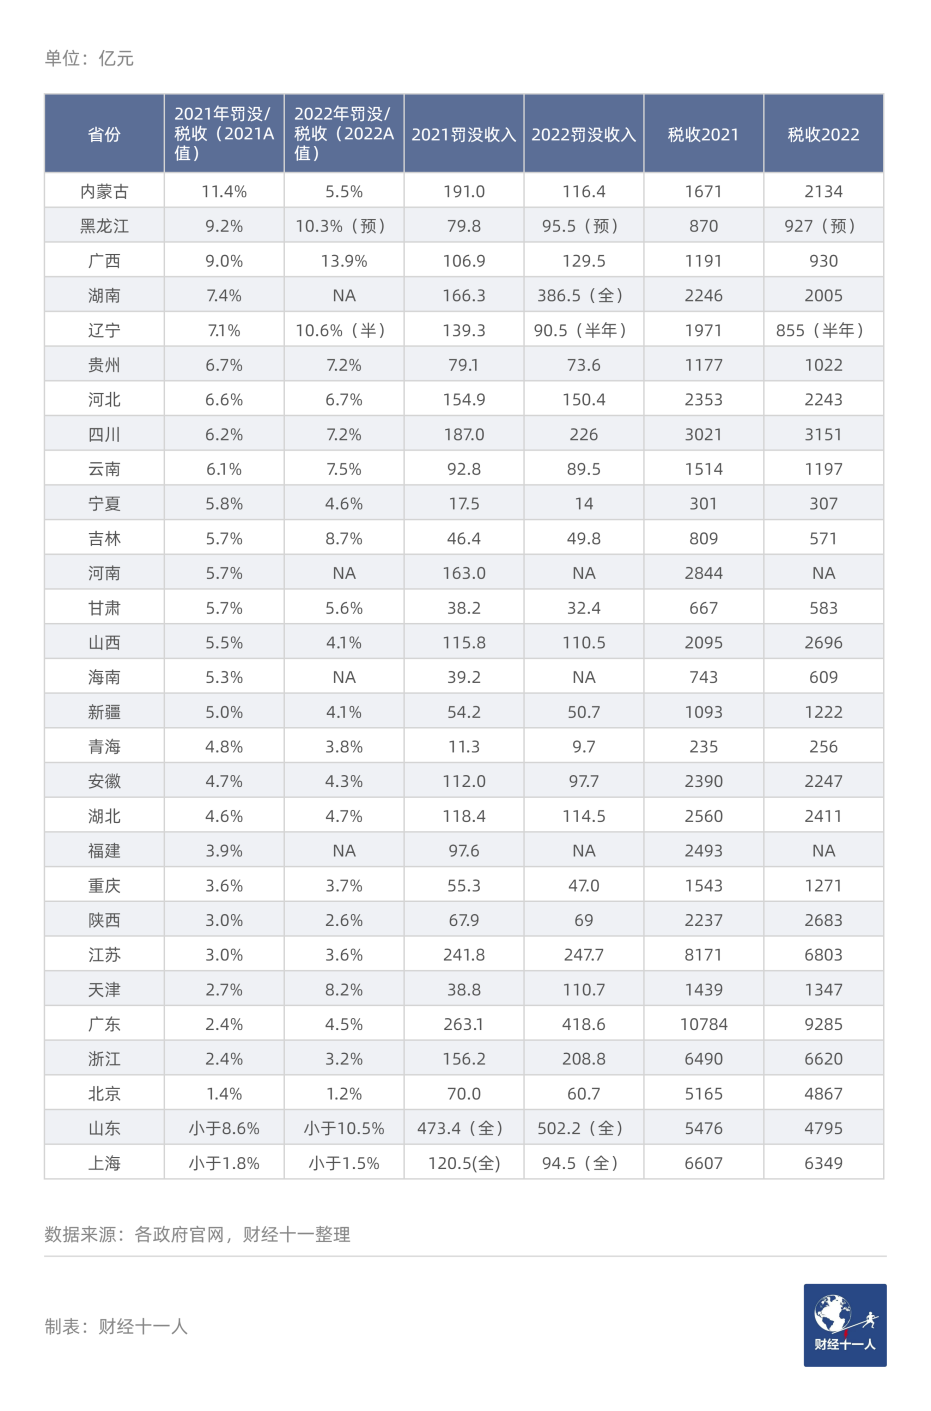 单位：亿元
省份 2021年罚没/税收（2021A值） 2022年罚没/税收（2022A值） 2021罚没收入 2022罚没收入 税收2021 税收2022
内蒙古 11.4% 5.5% 191.0 116.4 1671 2134
黑龙江 9.2% 10.3%（预） 79.8 95.5（预） 870 927（预）
广西 9.0% 13.9% 106.9 129.5 1191 930
湖南 7.4% NA 166.3 386.5（全） 2246 2005
辽宁 7.1% 10.6%（半） 139.3 90.5（半年） 1971 855（半年）
贵州 6.7% 7.2% 79.1 73.6 1177 1022
河北 6.6% 6.7% 154.9 150.4 2353 2243
四川 6.2% 7.2% 187.0 226 3021 3151
云南 6.1% 7.5% 92.8 89.5 1514 1197
宁夏 5.8% 4.6% 17.5 14 301 307
吉林 5.7% 8.7% 46.4 49.8 809 571
河南 5.7% NA 163.0 NA 2844 NA
甘肃 5.7% 5.6% 38.2 32.4 667 583
山西 5.5% 4.1% 115.8 110.5 2095 2696
海南 5.3% NA 39.2 NA 743 609
新疆 5.0% 4.1% 54.2 50.7 1093 1222
青海 4.8% 3.8% 11.3 9.7 235 256
安徽 4.7% 4.3% 112.0 97.7 2390 2247
湖北 4.6% 4.7% 118.4 114.5 2560 2411
福建 3.9% NA 97.6 NA 2493 NA
重庆 3.6% 3.7% 55.3 47.0 1543 1271
陕西 3.0% 2.6% 67.9 69 2237 2683
江苏 3.0% 3.6% 241.8 247.7 8171 6803
天津 2.7% 8.2% 38.8 110.7 1439 1347
广东 2.4% 4.5% 263.1 418.6 10784 9285
浙江 2.4% 3.2% 156.2 208.8 6490 6620
北京 1.4% 1.2% 70.0 60.7 5165 4867
山东 小于8.6% 小于10.5% 473.4（全） 502.2（全） 5476 4795
上海 小于1.8% 小于1.5% 120.5(全) 94.5（全） 6607 6349
数据来源：各政府官网，财经十一整理
制表：财经十一人
财经十一人